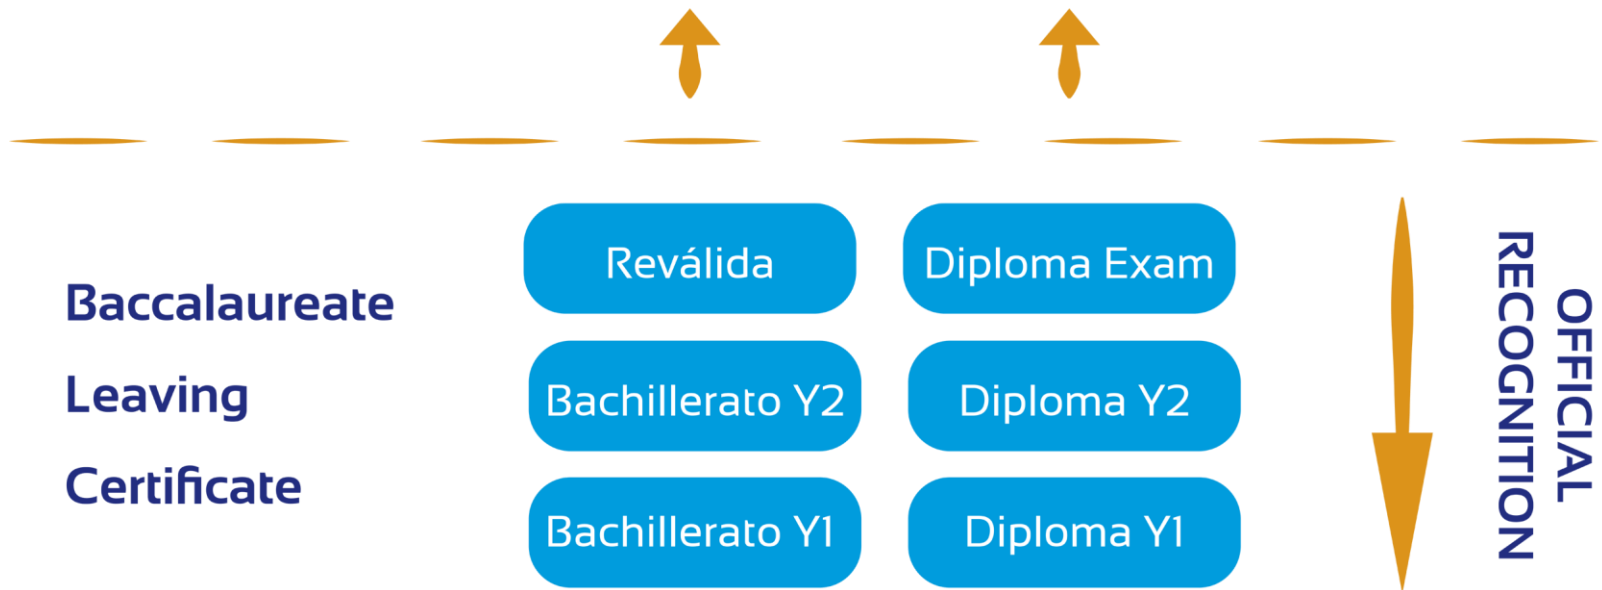 Baccalaureate
Leaving
Certificate
Reválida
Diploma Exam
Bachillerato Y2
Diploma Y2
Bachillerato Y1
Diploma Y1
OFFICIAL
RECOGNITION